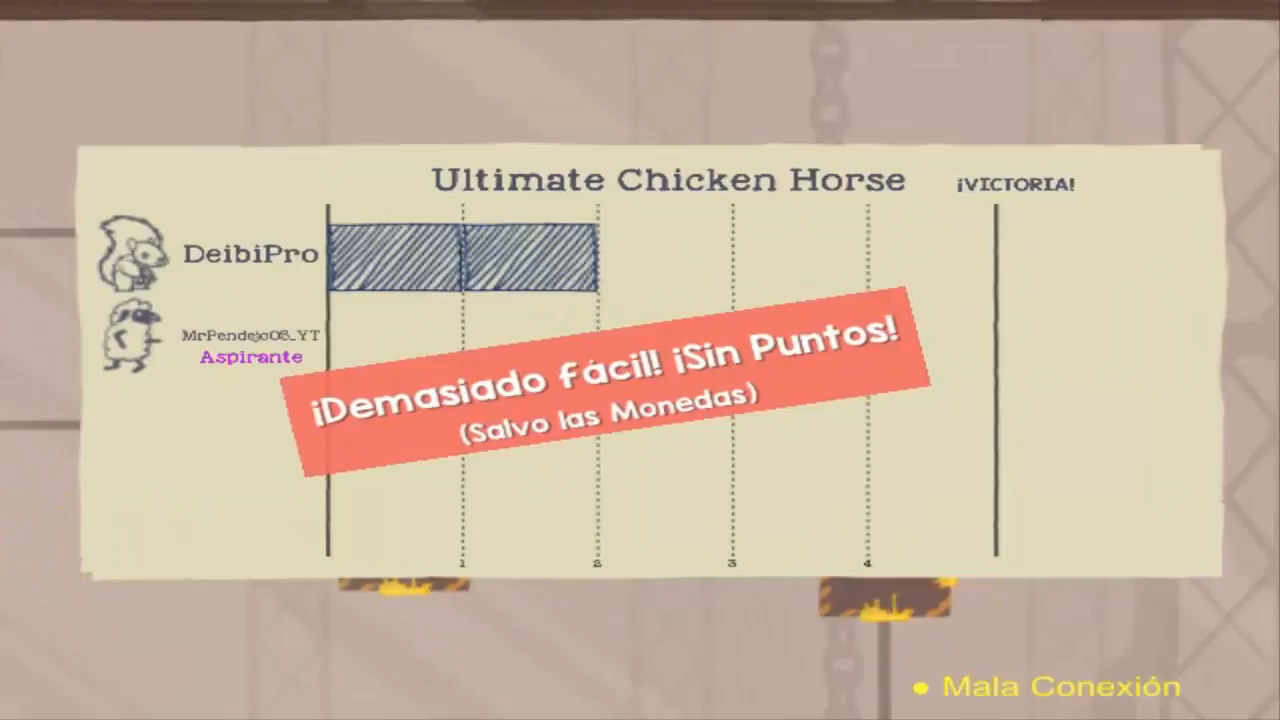 Ultimate Chicken Horse
¡VICTORIA!
DeibiPro
MrPendejo06_YT
Aspirante
¡Demasiado fácil! ¡Sin Puntos!
(Salvo las Monedas)
1 2 3 4
Mala Conexión